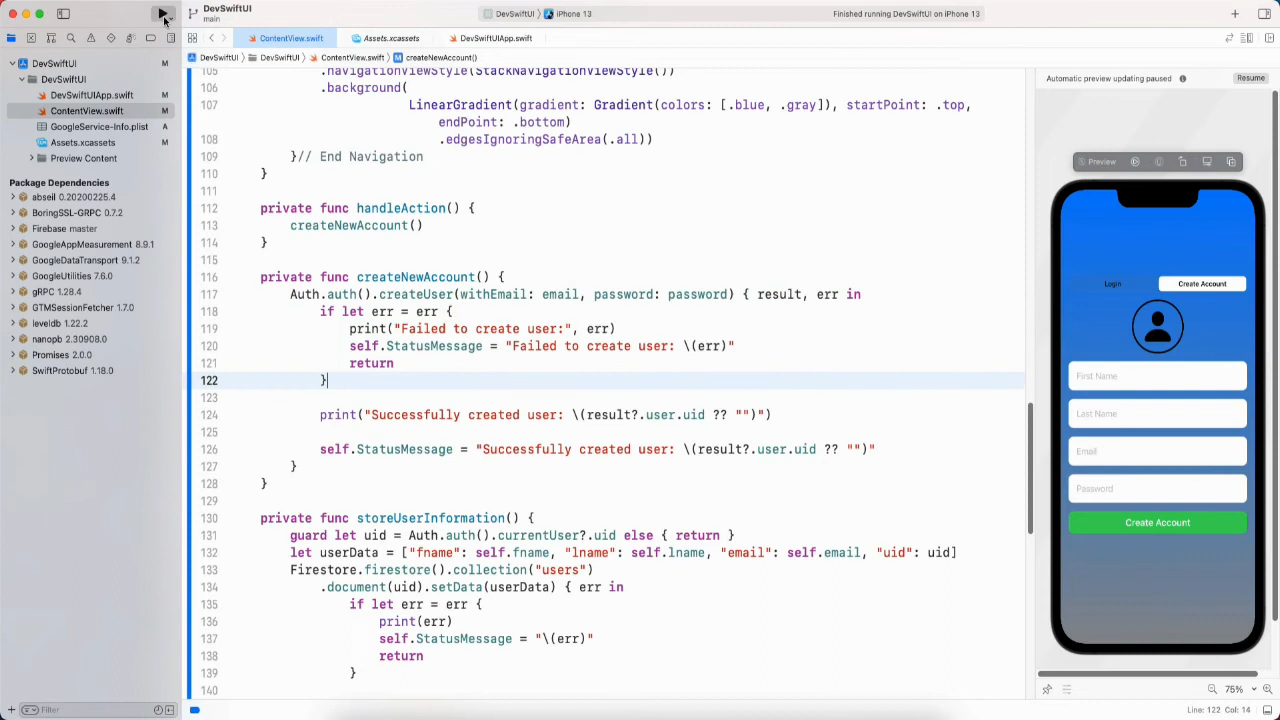 DevSwiftUI
main
DevSwiftUI
iPhone 13
Finished running DevSwiftUI on iPhone 13
ContentView.swift
Assets.xcassets
DevSwiftUIApp.swift
DevSwiftUI
DevSwiftUI
ContentView.swift
M
createNewAccount()
DevSwiftUI
M
DevSwiftUI
DevSwiftUIApp.swift
M
ContentView.swift
M
GoogleService-Info.plist
A
Assets.xcassets
M
Preview Content
Package Dependencies
abseil 0.20200225.4
BoringSSL-GRPC 0.7.2
Firebase master
GoogleAppMeasurement 8.9.1
GoogleDataTransport 9.1.2
GoogleUtilities 7.6.0
gRPC 1.28.4
GTMSessionFetcher 1.7.0
leveldb 1.22.2
nanopb 2.30908.0
Promises 2.0.0
SwiftProtobuf 1.18.0
Filter
105 .navigationViewStyle(StackNavigationViewStyle())
106 .background(
107 LinearGradient(gradient: Gradient(colors: [.blue, .gray]), startPoint: .top,
endPoint: .bottom)
108 .edgesIgnoringSafeArea(.all))
109 }// End Navigation
110 }
111
112 private func handleAction() {
113 createNewAccount()
114 }
115
116 private func createNewAccount() {
117 Auth.auth().createUser(withEmail: email, password: password) { result, err in
118 if let err = err {
119 print("Failed to create user:", err)
120 self.StatusMessage = "Failed to create user: \(err)"
121 return
122 }
123
124 print("Successfully created user: \(result?.user.uid ?? "")")
125
126 self.StatusMessage = "Successfully created user: \(result?.user.uid ?? "")"
127 }
128 }
129
130 private func storeUserInformation() {
131 guard let uid = Auth.auth().currentUser?.uid else { return }
132 let userData = ["fname": self.fname, "lname": self.lname, "email": self.email, "uid": uid]
133 Firestore.firestore().collection("users")
134 .document(uid).setData(userData) { err in
135 if let err = err {
136 print(err)
137 self.StatusMessage = "\(err)"
138 return
139 }
140
Automatic preview updating paused
Resume
Preview
Login
Create Account
First Name
Last Name
Email
Password
Create Account
75%
Line: 122 Col: 14